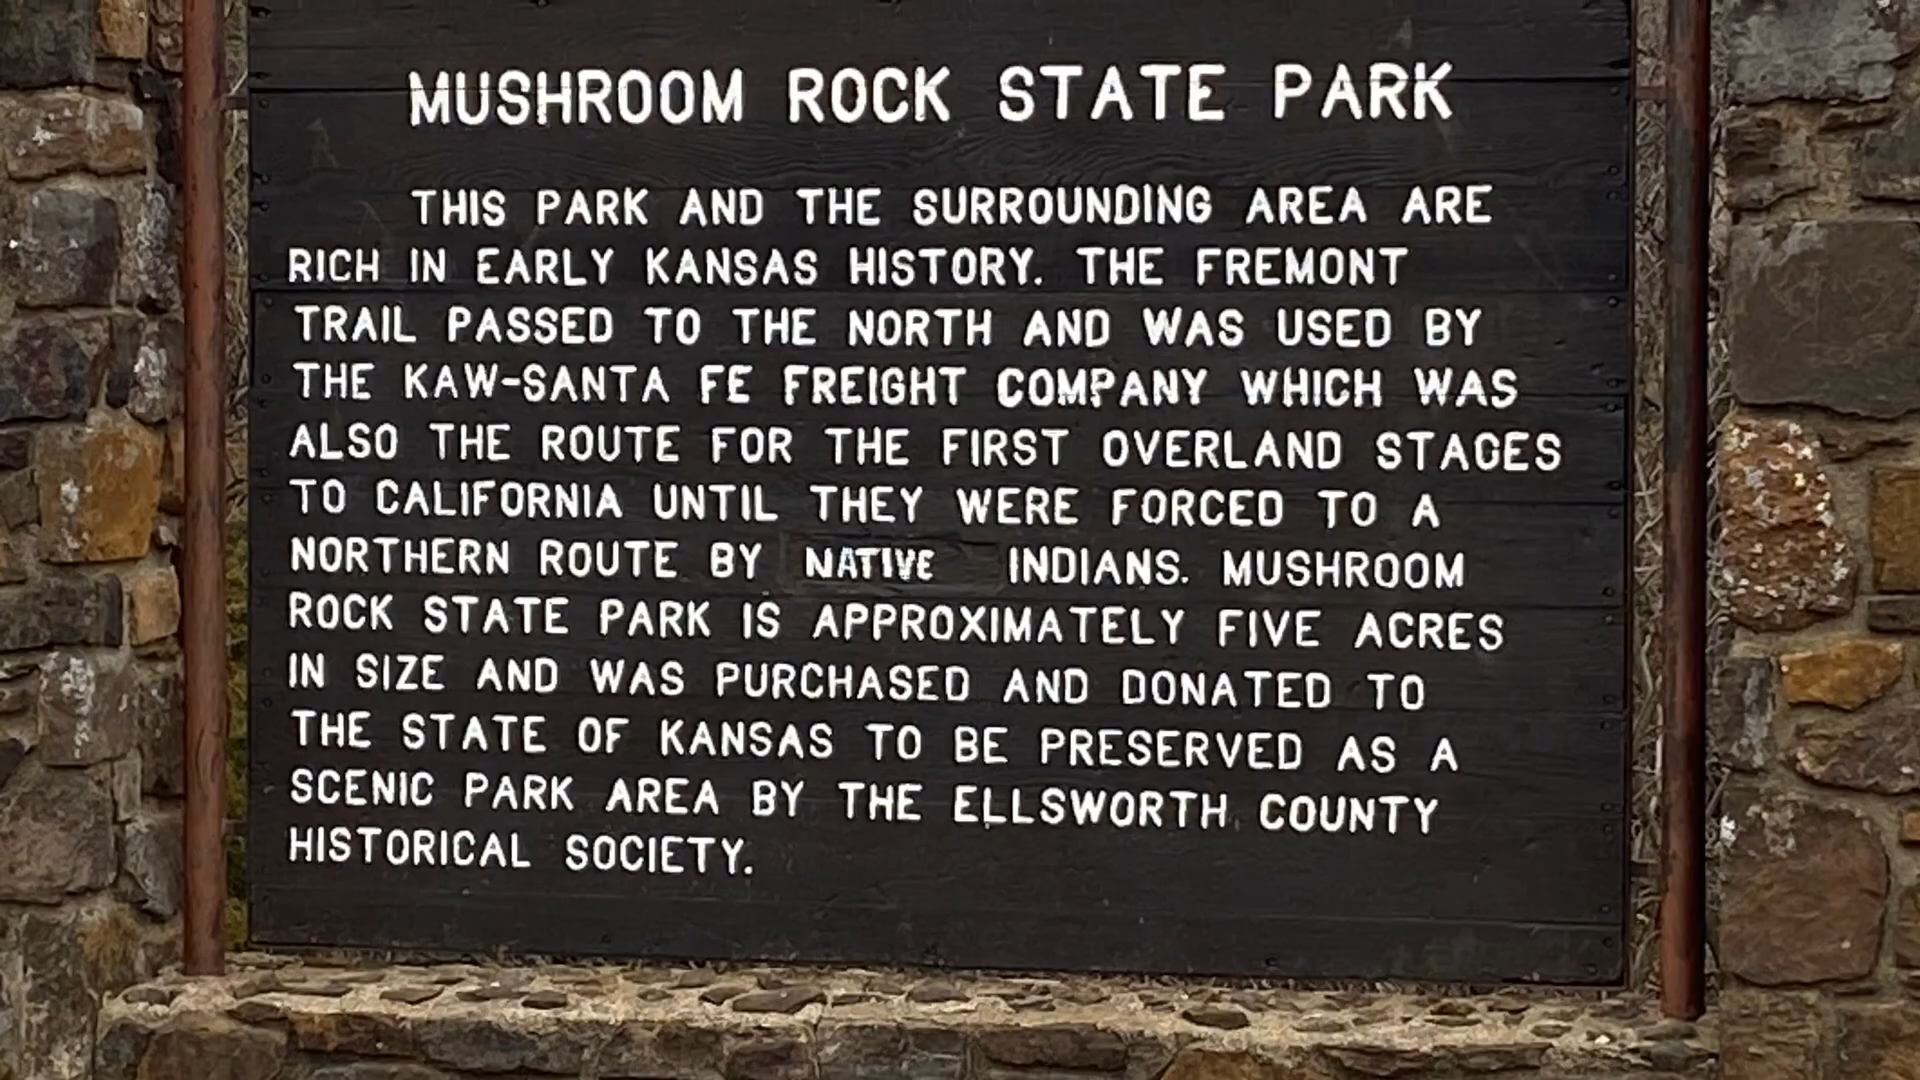 MUSHROOM ROCK STATE PARK
THIS PARK AND THE SURROUNDING AREA ARE
RICH IN EARLY KANSAS HISTORY. THE FREMONT
TRAIL PASSED TO THE NORTH AND WAS USED BY
THE KAW-SANTA FE FREIGHT COMPANY WHICH WAS
ALSO THE ROUTE FOR THE FIRST OVERLAND STAGES
TO CALIFORNIA UNTIL THEY WERE FORCED TO A
NORTHERN ROUTE BY NATIVE INDIANS. MUSHROOM
ROCK STATE PARK IS APPROXIMATELY FIVE ACRES
IN SIZE AND WAS PURCHASED AND DONATED TO
THE STATE OF KANSAS TO BE PRESERVED AS A
SCENIC PARK AREA BY THE ELLSWORTH COUNTY
HISTORICAL SOCIETY.